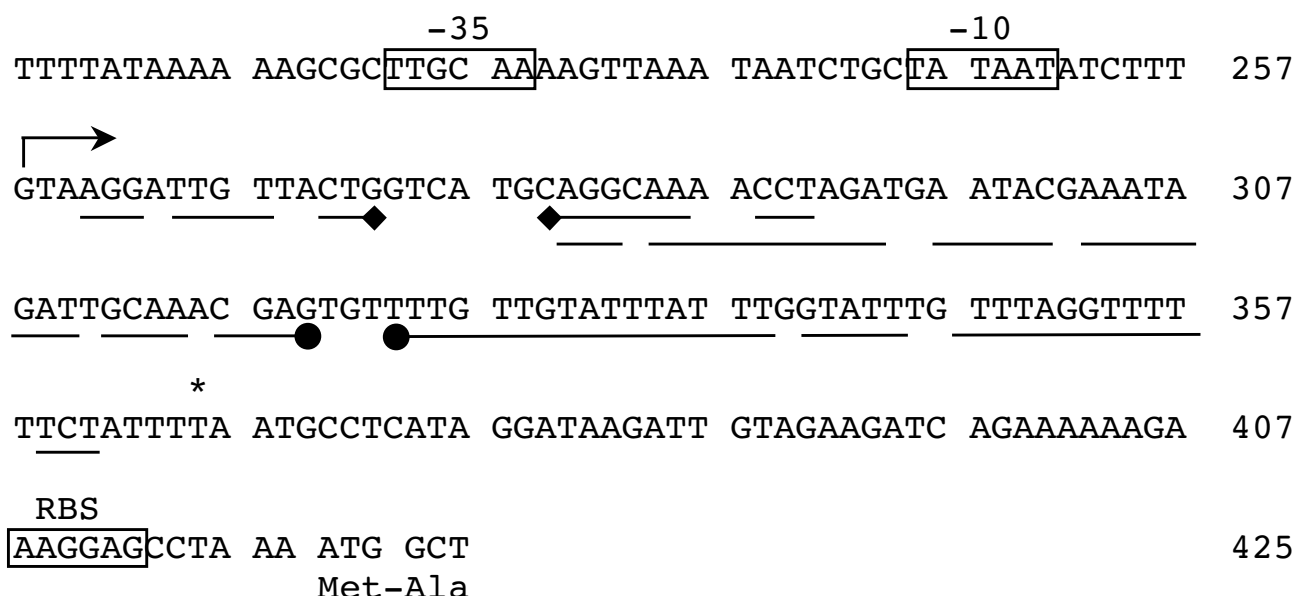 -35 -10
TTTTATAAAA AAGCGCTTGC AAAAGTTAAA TAATCTGCTA TAATATCTTT 257
GTAAGGATTG TTACTGGTCA TGCAGGCAAA ACCTAGATGA ATACGAAATA 307
GATTGCAAAC GAGTGTTTTG TTGTATTTAT TTGGTATTTG TTTAGGTTTT 357
*
TTCTATTTTA ATGCCTCATA GGATAAGATT GTAGAAGATC AGAAAAAAGA 407
RBS
AAGGAGCCTA AA ATG GCT 425
Met-Ala